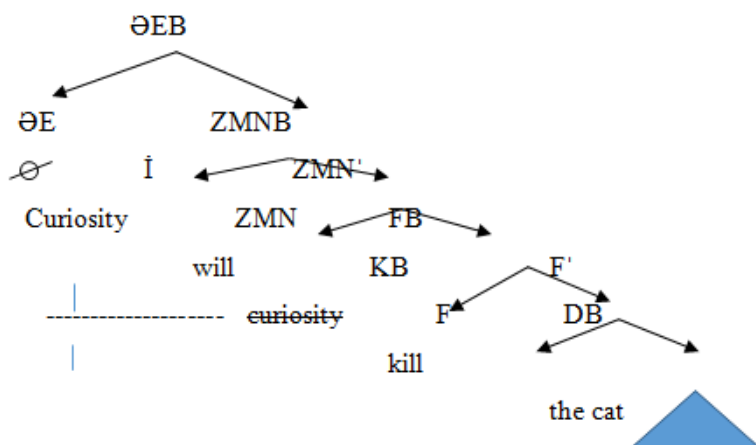 ƏEB
ƏE ZMNB
∅ İ ZMN'
Curiosity ZMN FB
will KB F'
curiosity F DB
kill
the cat